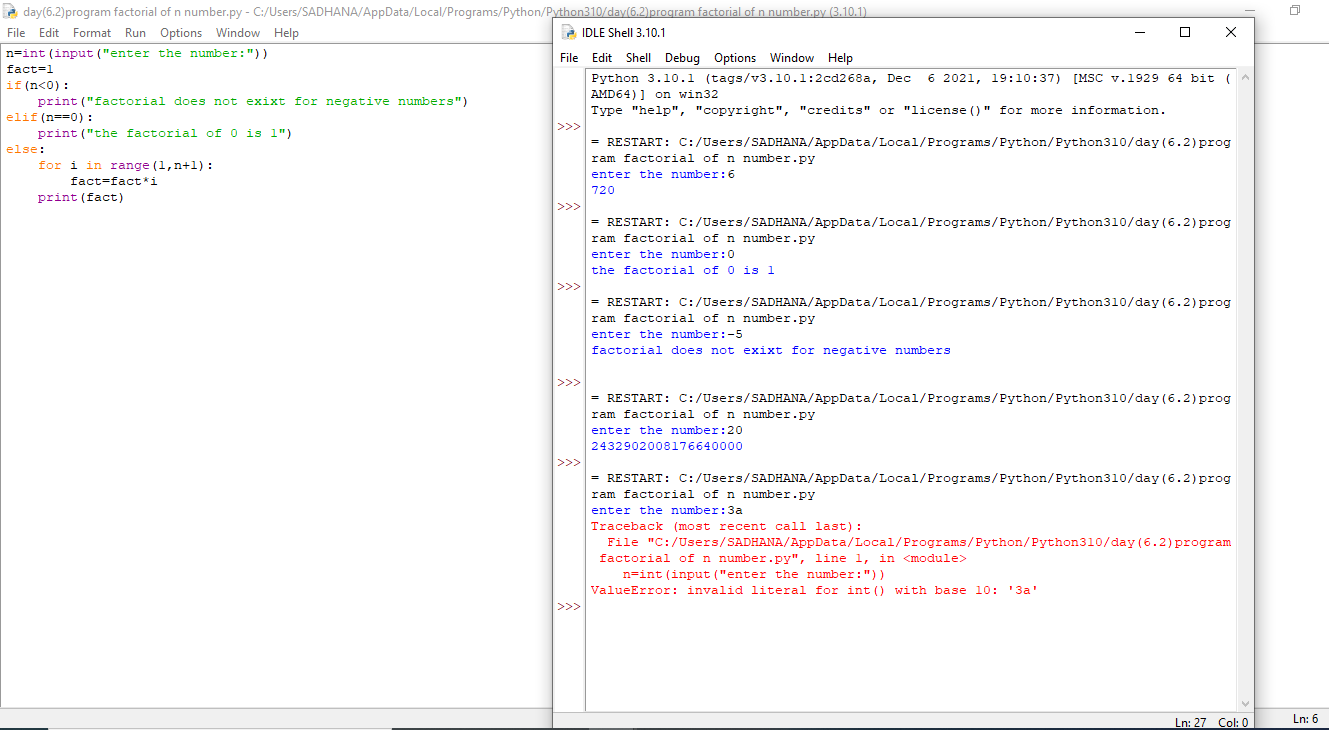 day(6.2)program factorial of n number.py - C:/Users/SADHANA/AppData/Local/Programs/Python/Python310/day(6.2)program factorial of n number.py (3.10.1)
File Edit Format Run Options Window Help
n=int(input("enter the number:"))
fact=1
if(n<0):
    print("factorial does not exixt for negative numbers")
elif(n==0):
    print("the factorial of 0 is 1")
else:
    for i in range(1,n+1):
        fact=fact*i
    print(fact)
IDLE Shell 3.10.1
File Edit Shell Debug Options Window Help
Python 3.10.1 (tags/v3.10.1:2cd268a, Dec  6 2021, 19:10:37) [MSC v.1929 64 bit (
AMD64)] on win32
Type "help", "copyright", "credits" or "license()" for more information.
>>>
= RESTART: C:/Users/SADHANA/AppData/Local/Programs/Python/Python310/day(6.2)prog
ram factorial of n number.py
enter the number:6
720
>>>
= RESTART: C:/Users/SADHANA/AppData/Local/Programs/Python/Python310/day(6.2)prog
ram factorial of n number.py
enter the number:0
the factorial of 0 is 1
>>>
= RESTART: C:/Users/SADHANA/AppData/Local/Programs/Python/Python310/day(6.2)prog
ram factorial of n number.py
enter the number:-5
factorial does not exixt for negative numbers
>>>
= RESTART: C:/Users/SADHANA/AppData/Local/Programs/Python/Python310/day(6.2)prog
ram factorial of n number.py
enter the number:20
2432902008176640000
>>>
= RESTART: C:/Users/SADHANA/AppData/Local/Programs/Python/Python310/day(6.2)prog
ram factorial of n number.py
enter the number:3a
Traceback (most recent call last):
  File "C:/Users/SADHANA/AppData/Local/Programs/Python/Python310/day(6.2)program
 factorial of n number.py", line 1, in <module>
    n=int(input("enter the number:"))
ValueError: invalid literal for int() with base 10: '3a'
>>>
Ln: 27 Col: 0
Ln: 6